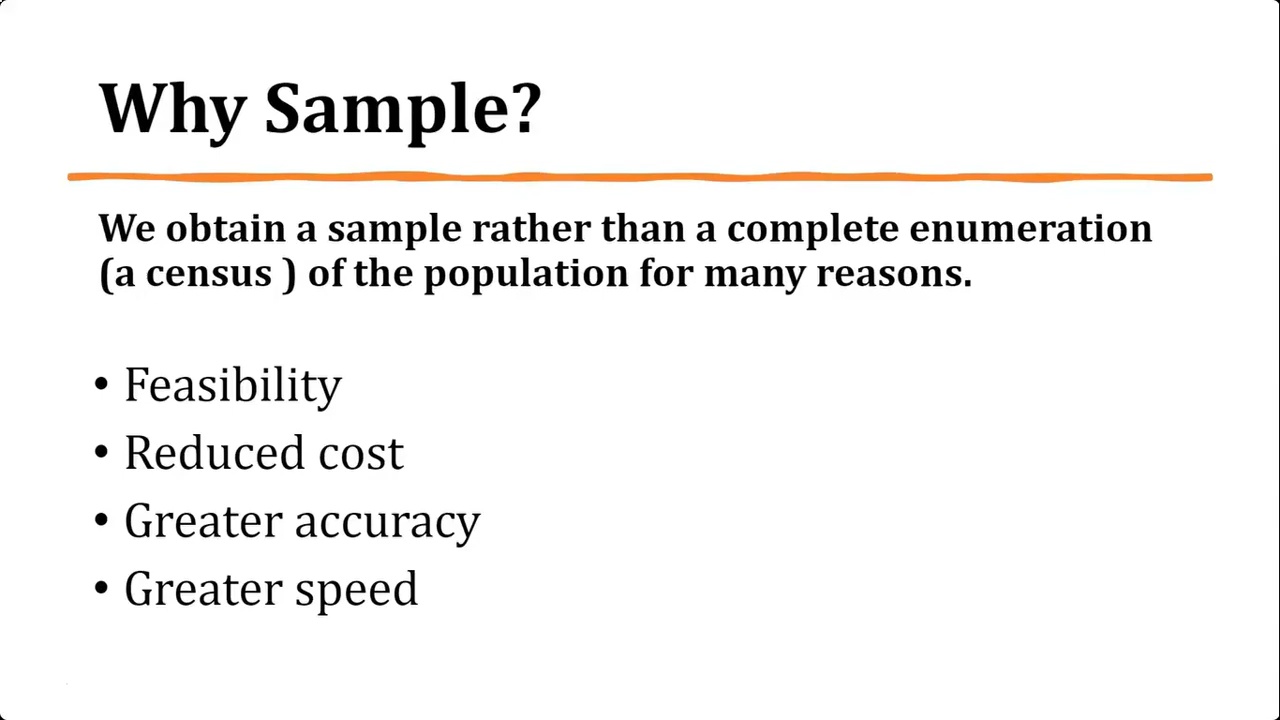 Why Sample?
We obtain a sample rather than a complete enumeration
(a census ) of the population for many reasons.
• Feasibility
• Reduced cost
• Greater accuracy
• Greater speed